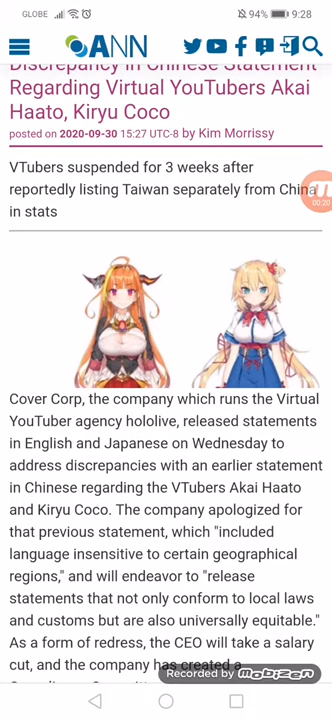 GLOBE 94% 9:28
ANN
Discrepancy in Chinese Statement
Regarding Virtual YouTubers Akai
Haato, Kiryu Coco
posted on 2020-09-30 15:27 UTC-8 by Kim Morrissy
VTubers suspended for 3 weeks after
reportedly listing Taiwan separately from China
in stats
00:20
Cover Corp, the company which runs the Virtual
YouTuber agency hololive, released statements
in English and Japanese on Wednesday to
address discrepancies with an earlier statement
in Chinese regarding the VTubers Akai Haato
and Kiryu Coco. The company apologized for
that previous statement, which "included
language insensitive to certain geographical
regions," and will endeavor to "release
statements that not only conform to local laws
and customs but are also universally equitable."
As a form of redress, the CEO will take a salary
cut, and the company has created a
Recorded by mobizen